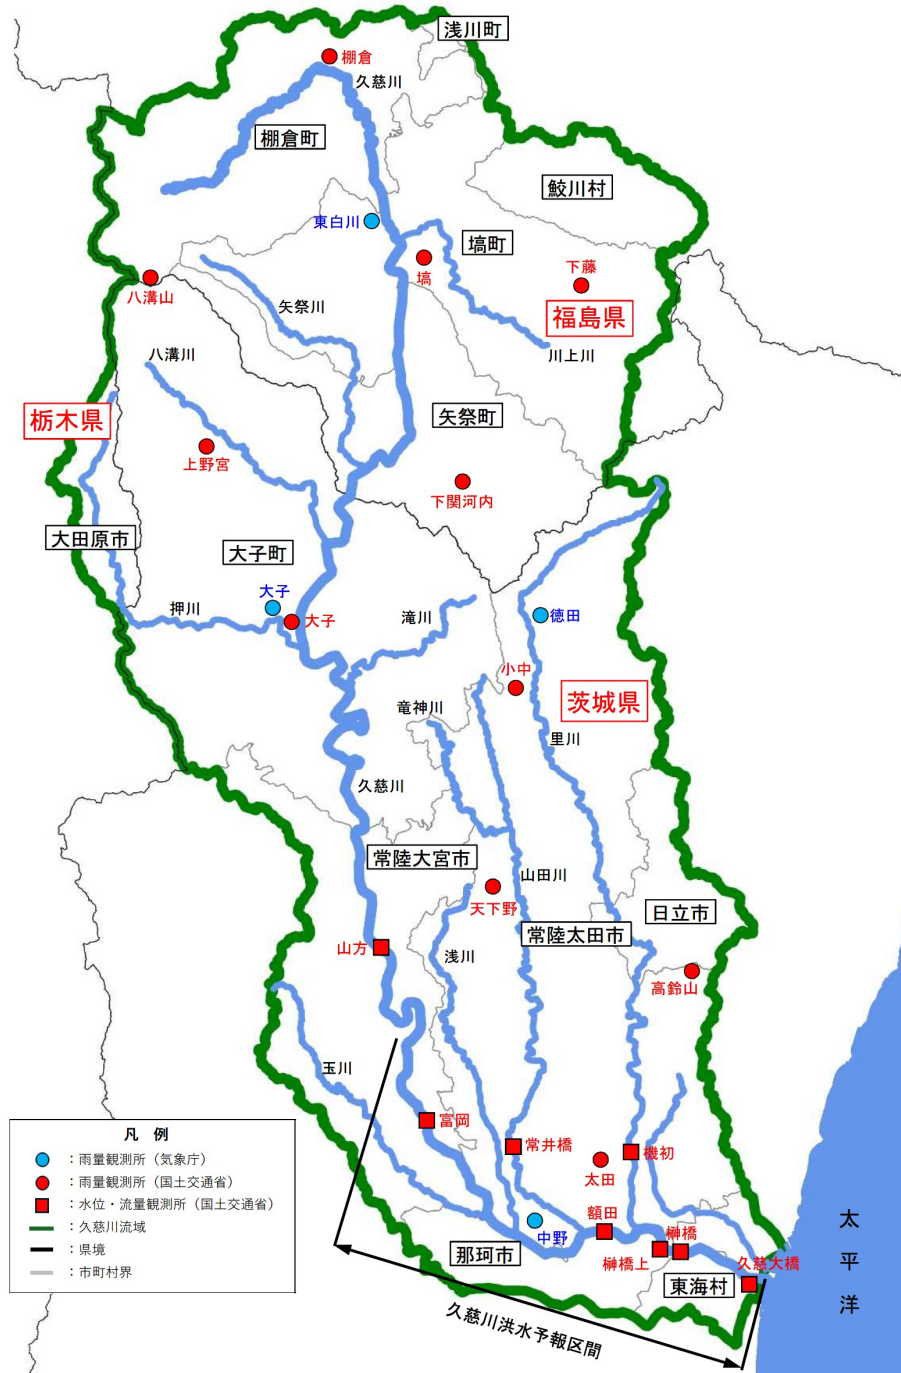 浅川町
棚倉
久慈川
棚倉町
鮫川村
東白川
塙町
塙
下藤
八溝山
矢祭川
福島県
八溝川
川上川
栃木県
矢祭町
上野宮
下関河内
大田原市
大子町
大子
押川
大子
滝川
徳田
小中
茨城県
竜神川
里川
久慈川
常陸大宮市
山田川
天下野
日立市
常陸太田市
山方
浅川
高鈴山
玉川
富岡
常井橋
機初
太田
額田
榊橋
中野
那珂市
榊橋上
久慈大橋
東海村
久慈川洪水予報区間
太平洋
凡 例
：雨量観測所（気象庁）
：雨量観測所（国土交通省）
：水位・流量観測所（国土交通省）
：久慈川流域
：県境
：市町村界